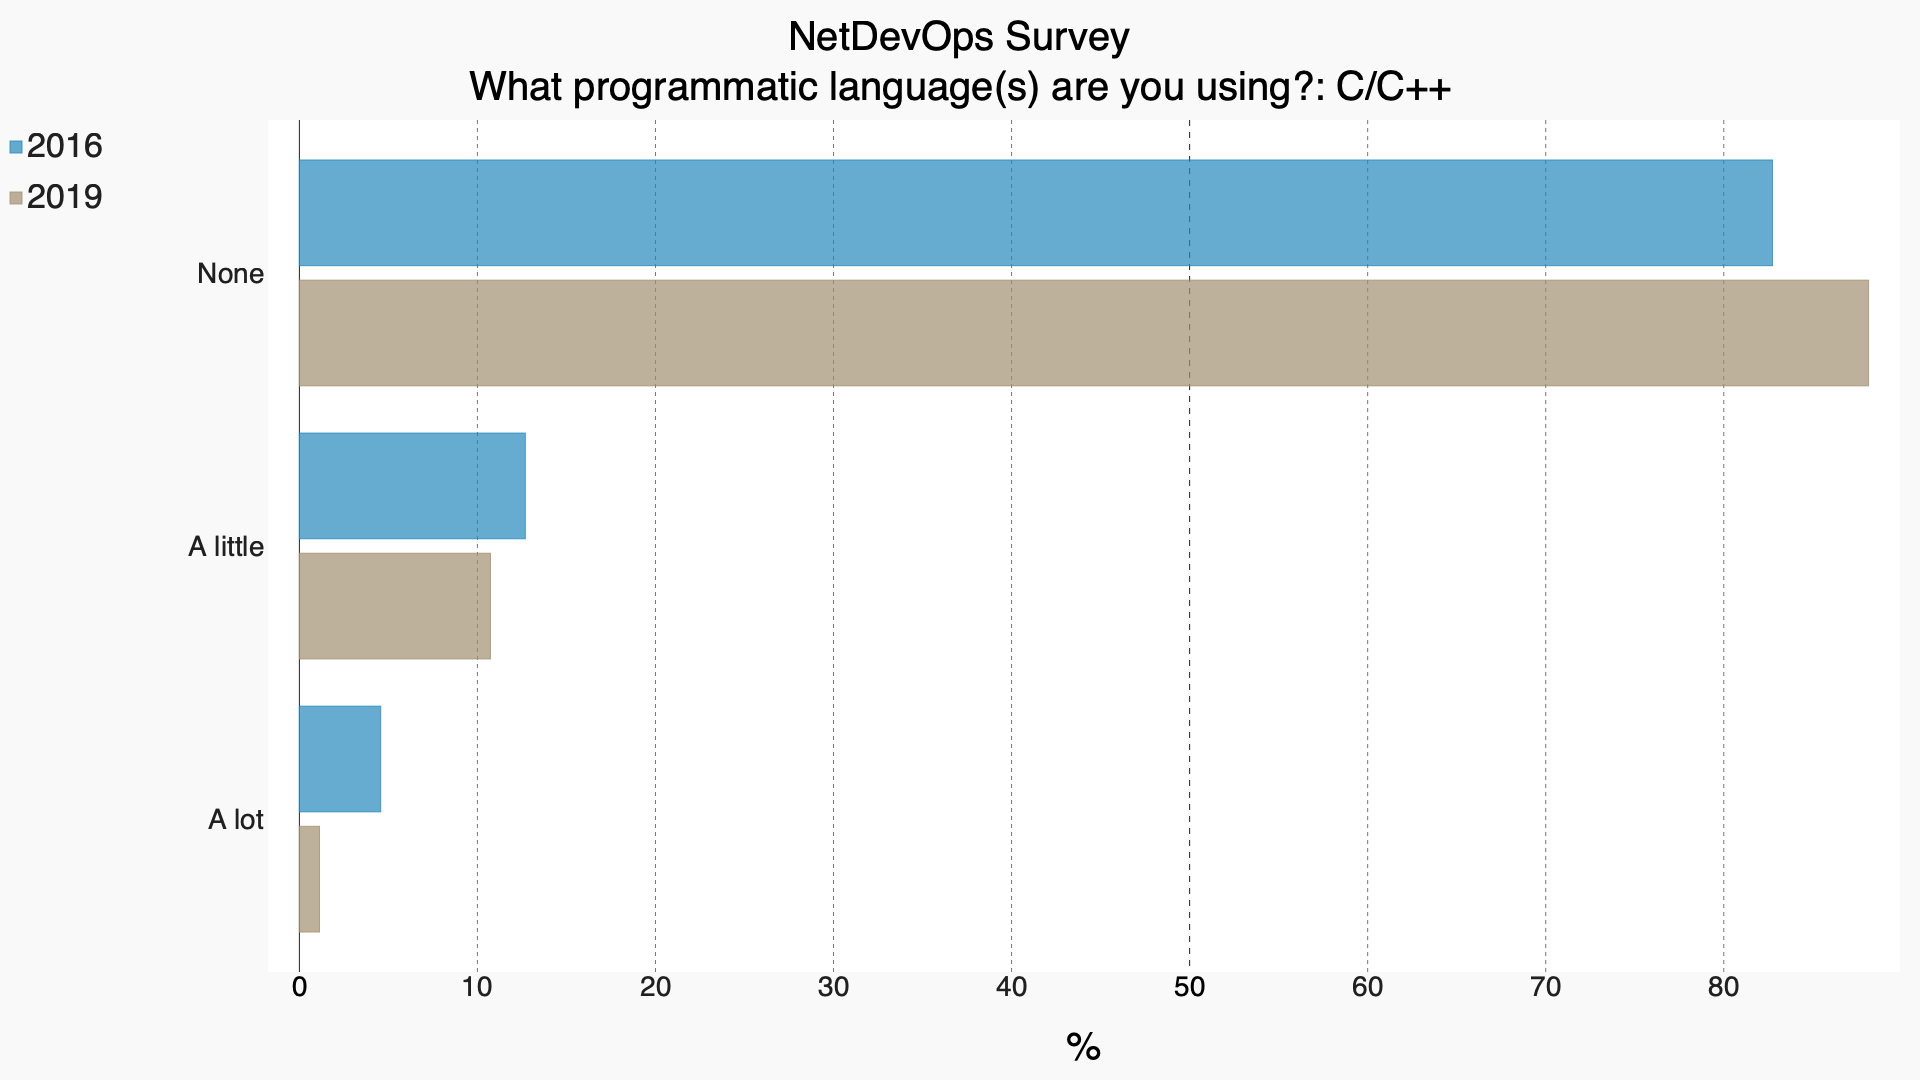 NetDevOps Survey
What programmatic language(s) are you using?: C/C++
2016
2019
None
A little
A lot
0 10 20 30 40 50 60 70 80
%